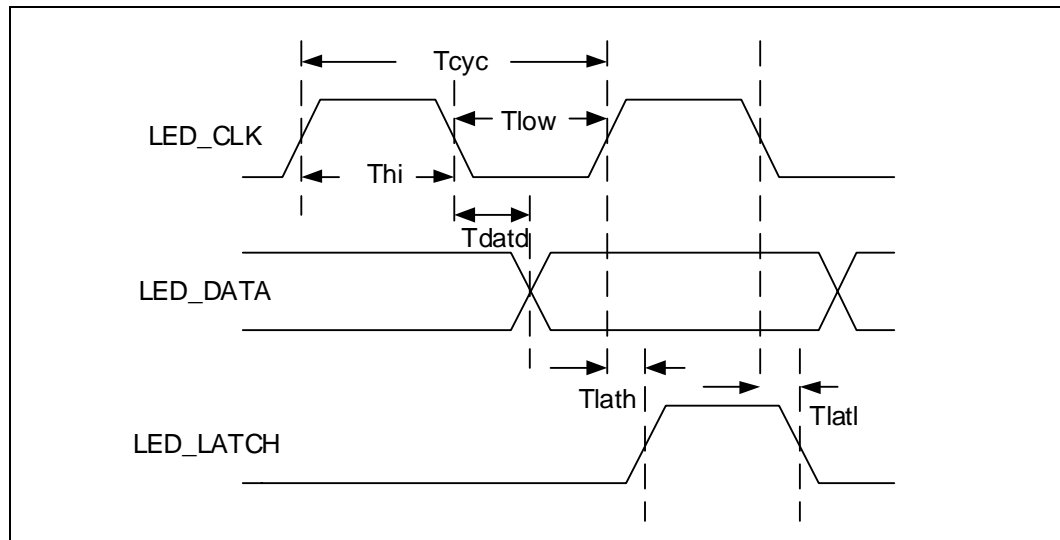 Tcyc
LED_CLK
Tlow
Thi
Tdatd
LED_DATA
Tlath
Tlatl
LED_LATCH